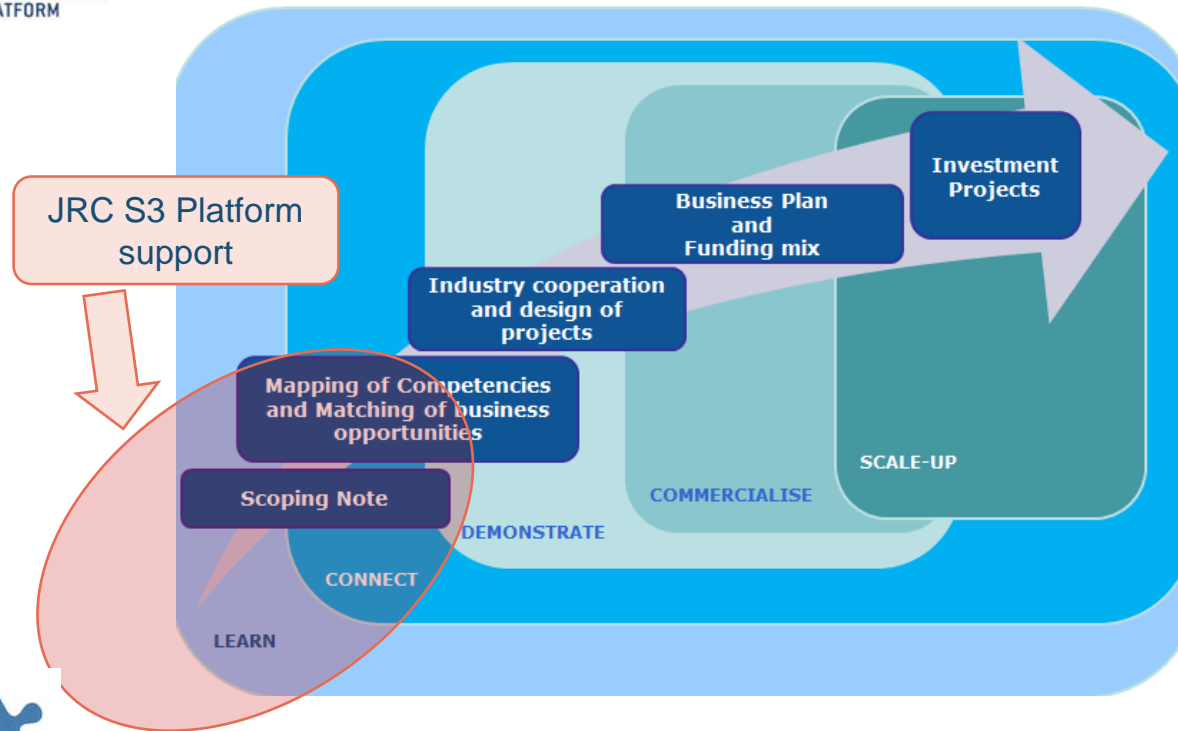 JRC S3 Platform
support
Investment
Projects
Business Plan
and
Funding mix
Industry cooperation
and design of
projects
Mapping of Competencies
and Matching of business
opportunities
Scoping Note
SCALE-UP
COMMERCIALISE
DEMONSTRATE
CONNECT
LEARN